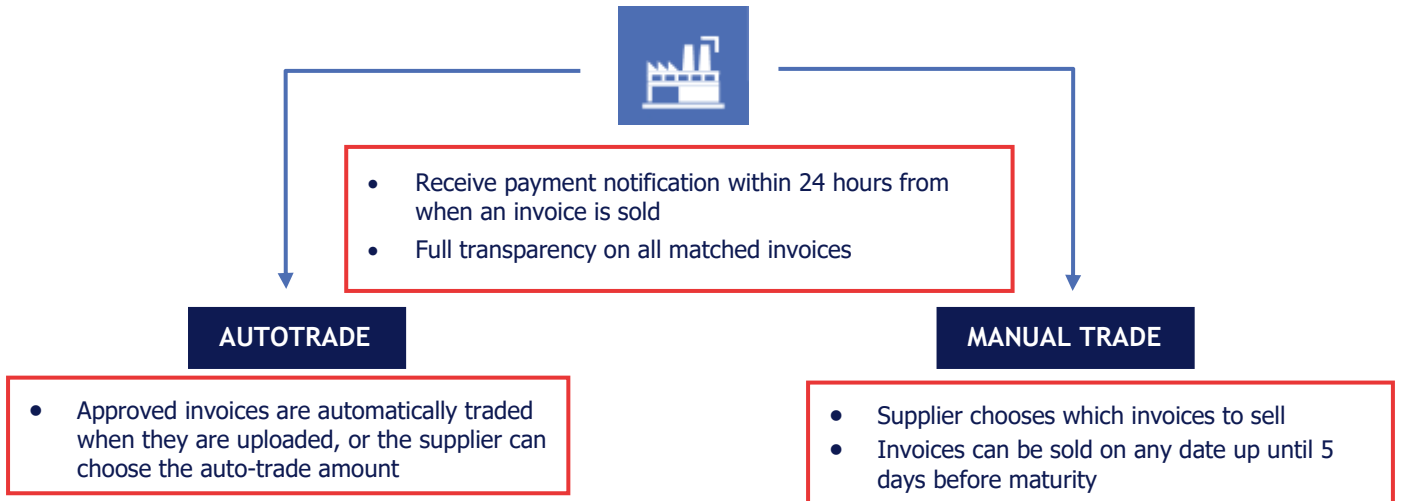 • Receive payment notification within 24 hours from
when an invoice is sold
• Full transparency on all matched invoices
AUTOTRADE
MANUAL TRADE
• Approved invoices are automatically traded
when they are uploaded, or the supplier can
choose the auto-trade amount
• Supplier chooses which invoices to sell
• Invoices can be sold on any date up until 5
days before maturity